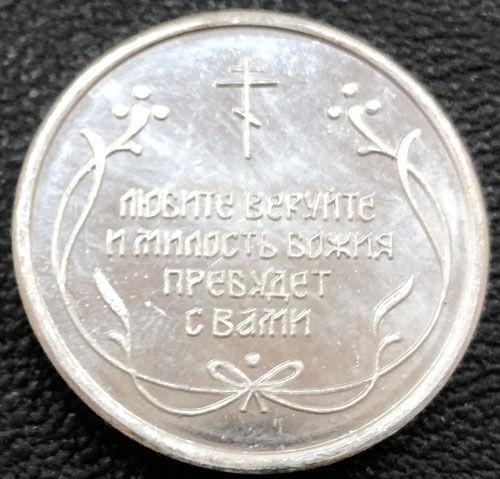 ЛЮБИТЕ ВЕРУЙТЕ
И МИЛОСТЬ БОЖИЯ
ПРЕБУДЕТ
С ВАМИ